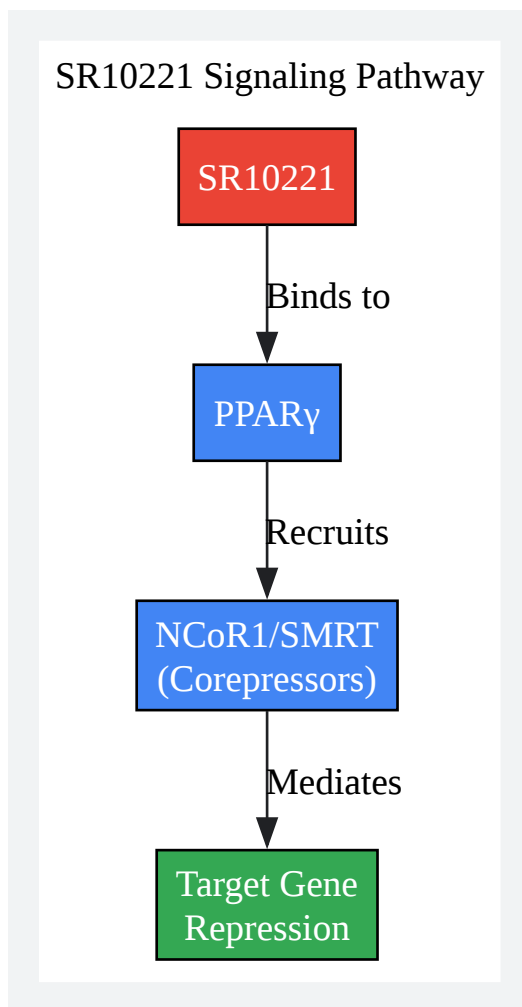 SR10221 Signaling Pathway
SR10221
Binds to
PPARγ
Recruits
NCoR1/SMRT
(Corepressors)
Mediates
Target Gene
Repression